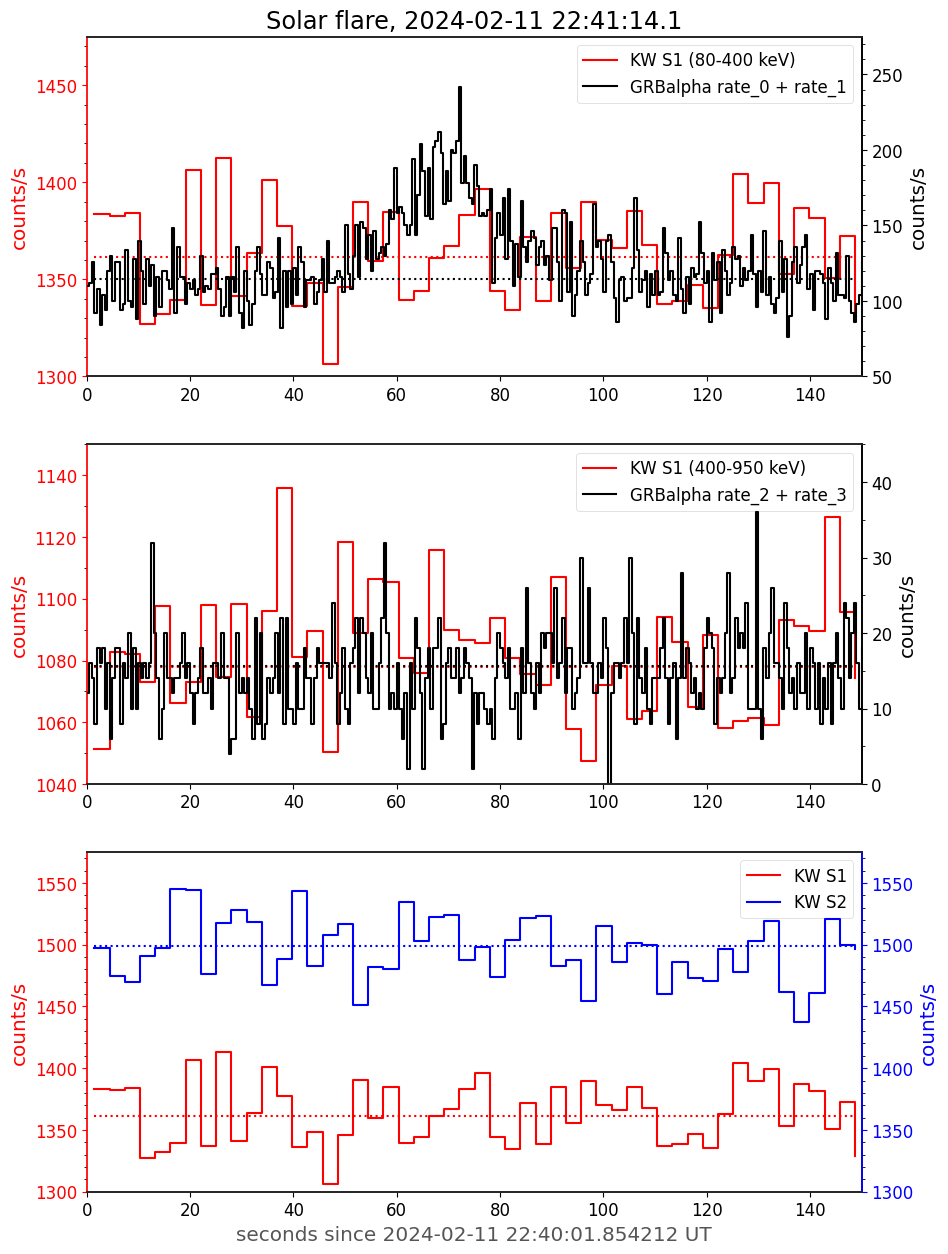 Solar flare, 2024-02-11 22:41:14.1
KW S1 (80-400 keV)
GRBalpha rate_0 + rate_1
counts/s
counts/s
1450
1400
1350
1300
250
200
150
100
50
0 20 40 60 80 100 120 140
KW S1 (400-950 keV)
GRBalpha rate_2 + rate_3
counts/s
counts/s
1140
1120
1100
1080
1060
1040
40
30
20
10
0
0 20 40 60 80 100 120 140
KW S1
KW S2
counts/s
counts/s
1550
1500
1450
1400
1350
1300
1550
1500
1450
1400
1350
1300
0 20 40 60 80 100 120 140
seconds since 2024-02-11 22:40:01.854212 UT